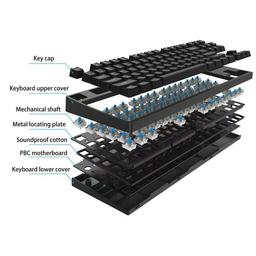 Key cap
Keyboard upper cover
Mechanical shaft
Metal locating plate
Soundproof cotton
PBC motherboard
Keyboard lower cover